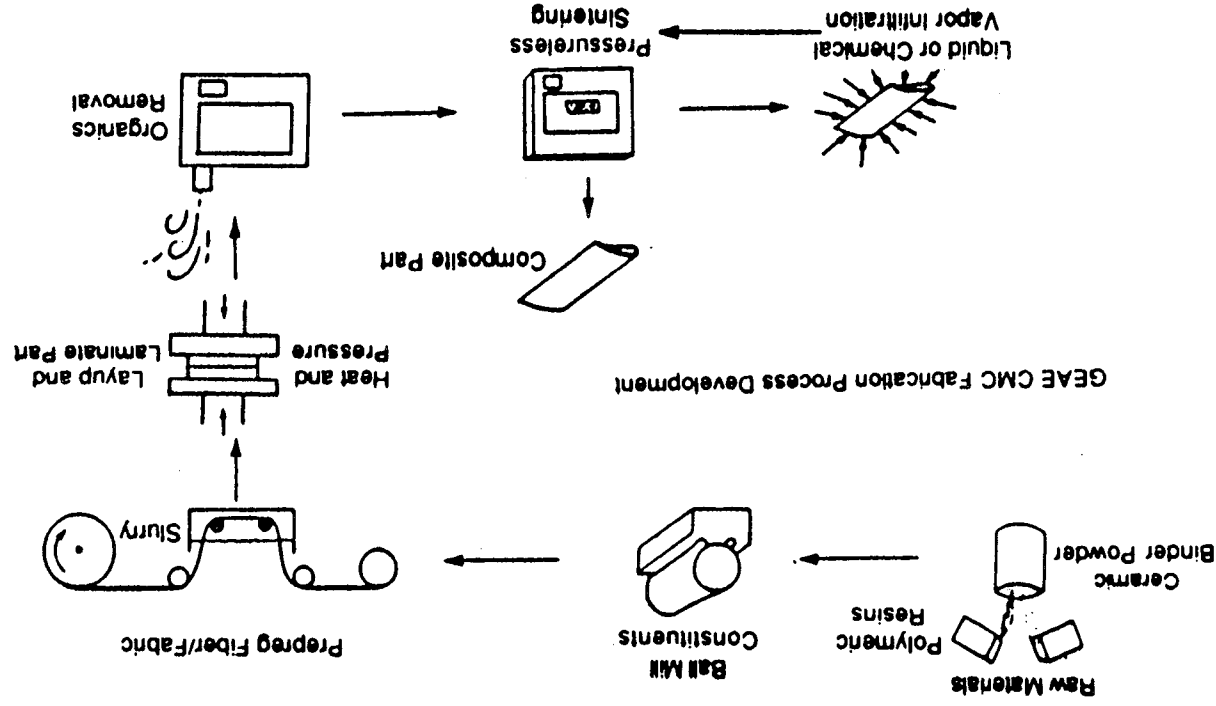 Raw Materials
Polymeric
Resins
Ceramic
Binder Powder
Ball Mill
Constituents
Prepreg Fiber/Fabric
Slurry
GEAE CMC Fabrication Process Development
Heat and
Pressure
Layup and
Laminate Part
Composite Part
Organics
Removal
Pressureless
Sintering
Liquid or Chemical
Vapor Infiltration